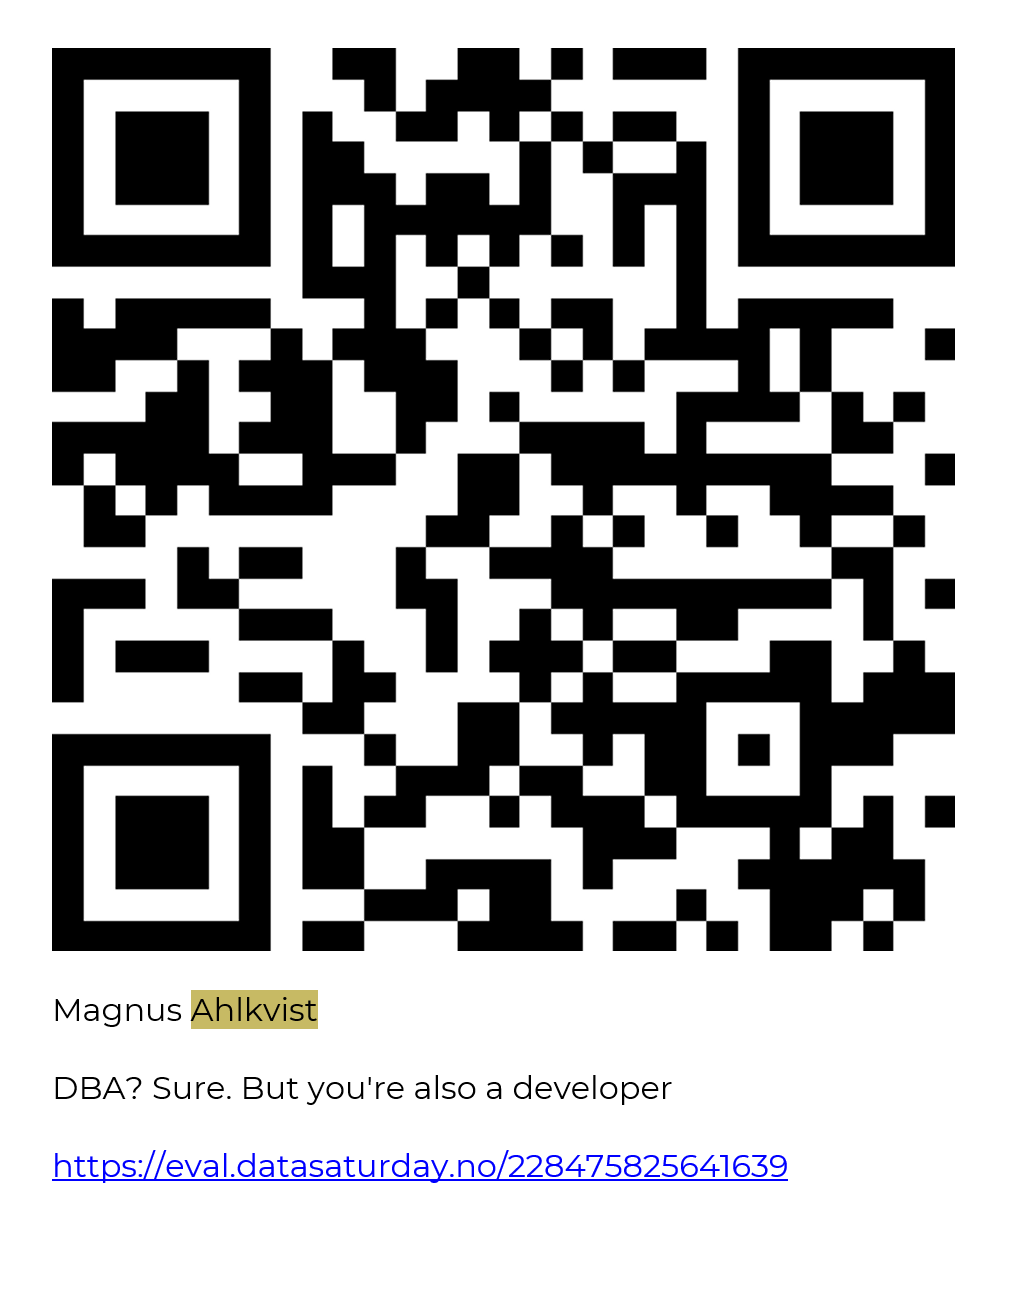 Magnus Ahlkvist
DBA? Sure. But you're also a developer
https://eval.datasaturday.no/228475825641639